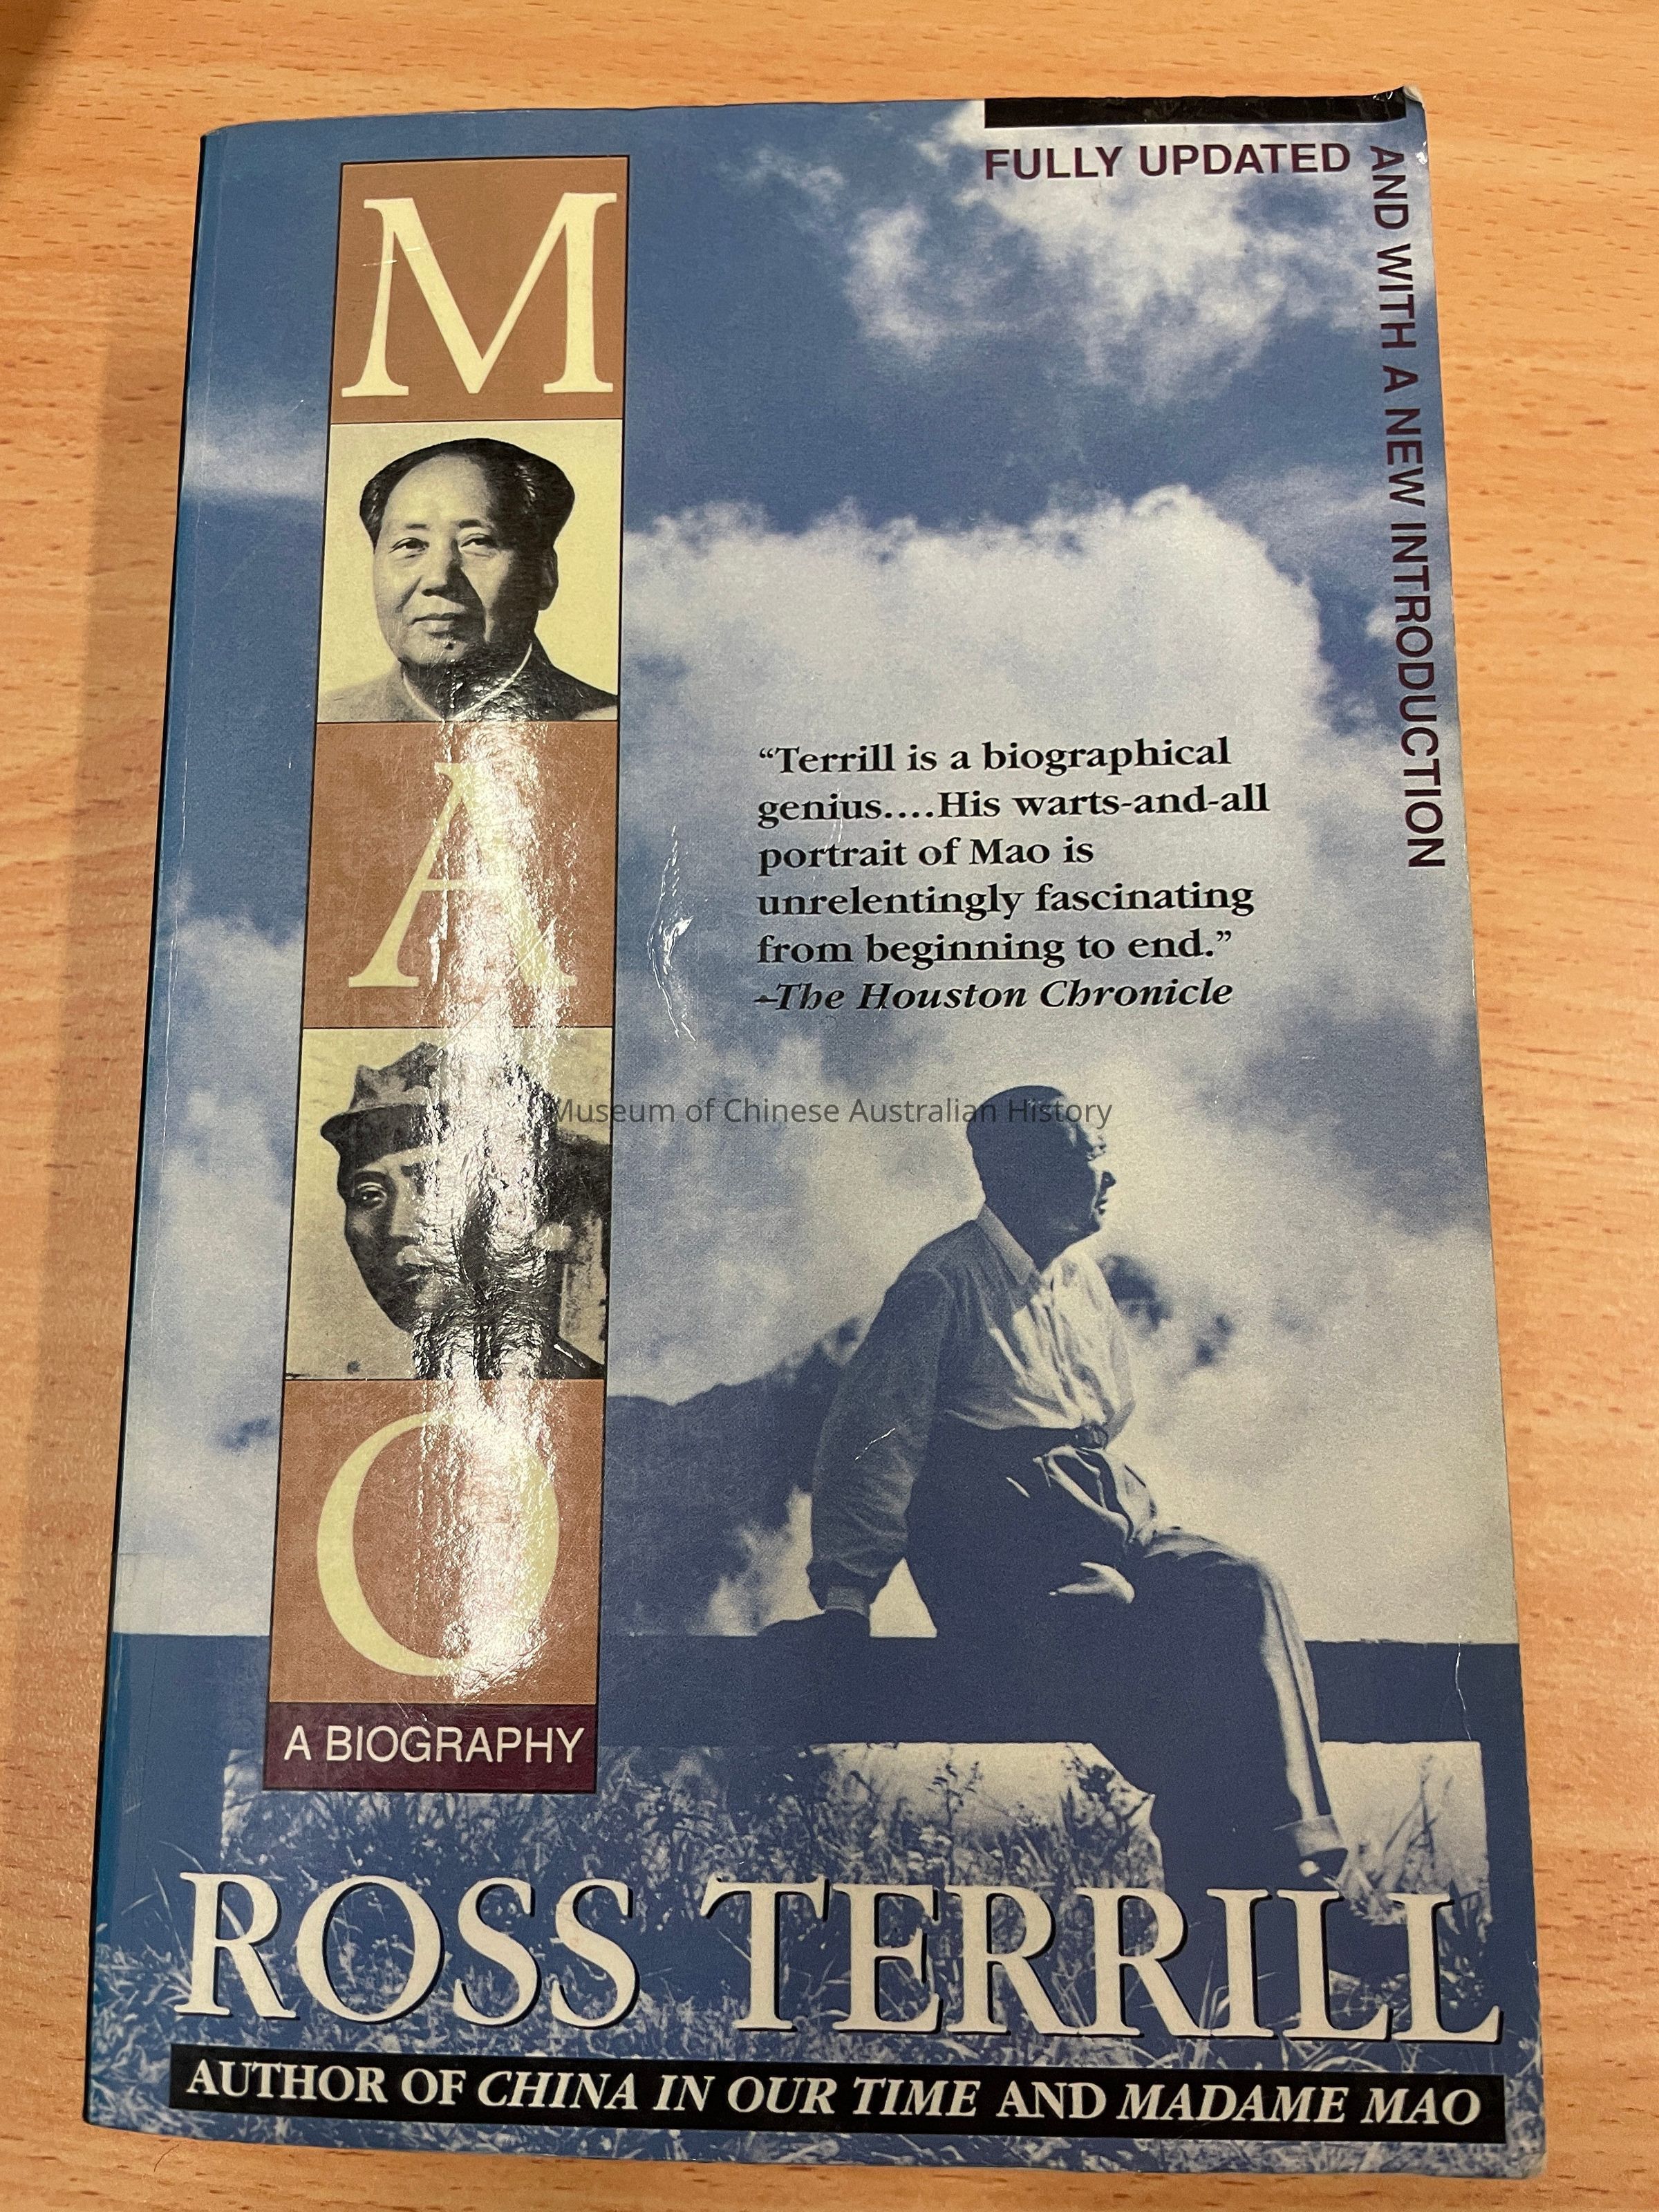 FULLY UPDATED
AND WITH A NEW INTRODUCTION
M
A
O
A BIOGRAPHY
“Terrill is a biographical
genius....His warts-and-all
portrait of Mao is
unrelentingly fascinating
from beginning to end.”
–The Houston Chronicle
Museum of Chinese Australian History
ROSS TERRILL
AUTHOR OF CHINA IN OUR TIME AND MADAME MAO